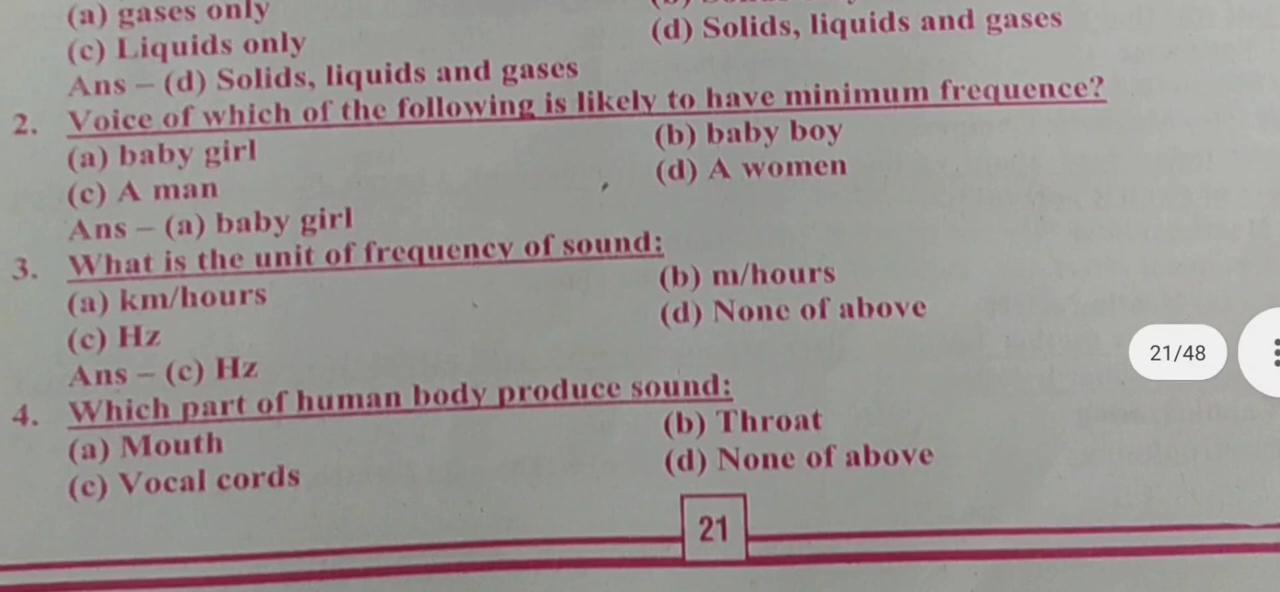 (a) gases only
(c) Liquids only (d) Solids, liquids and gases
Ans – (d) Solids, liquids and gases
2. Voice of which of the following is likely to have minimum frequence?
(a) baby girl (b) baby boy
(c) A man (d) A women
Ans – (a) baby girl
3. What is the unit of frequency of sound:
(a) km/hours (b) m/hours
(c) Hz (d) None of above
Ans – (c) Hz
4. Which part of human body produce sound:
(a) Mouth (b) Throat
(c) Vocal cords (d) None of above
21
21/48